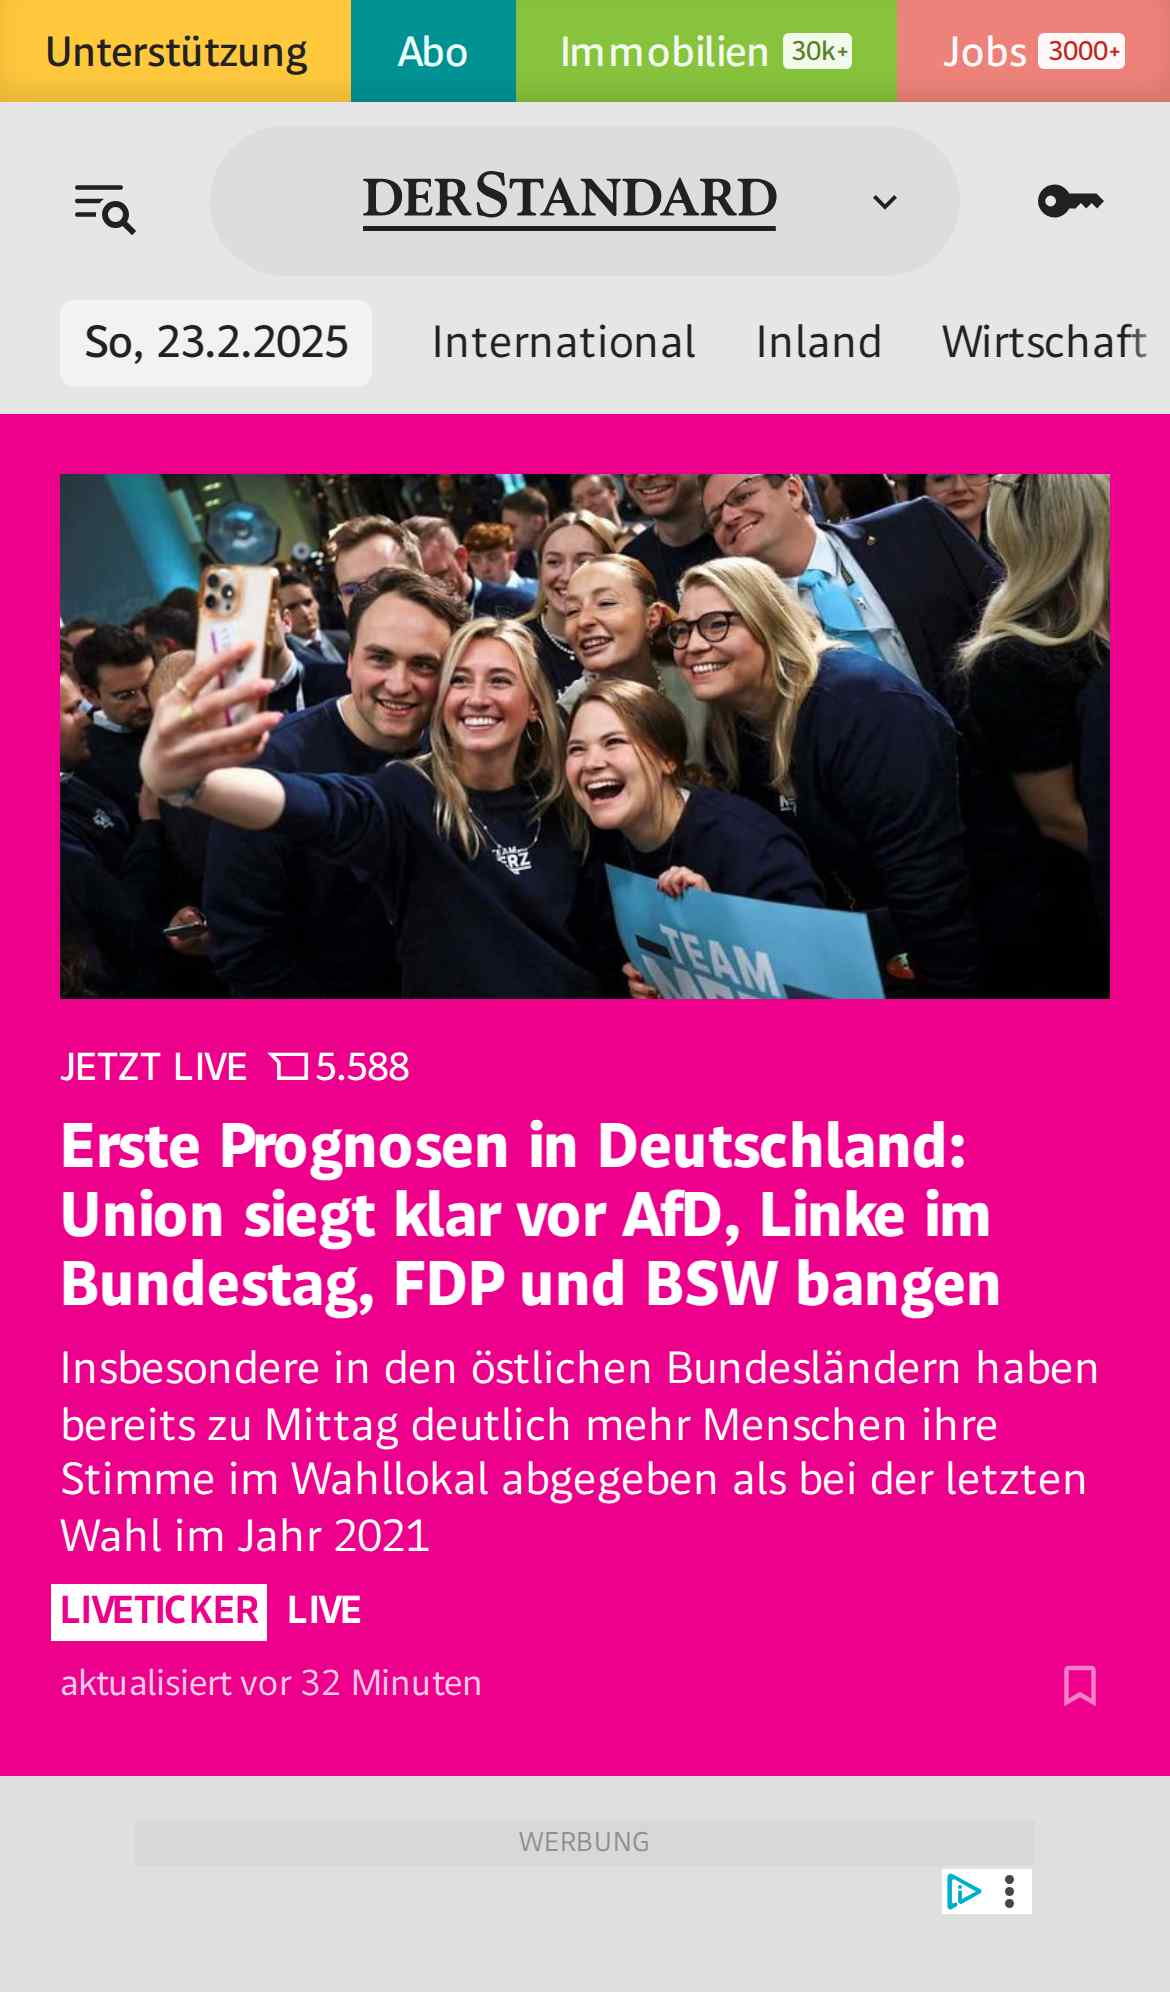 Unterstützung
Abo
Immobilien 30k+
Jobs 3000+
DERSTANDARD
So, 23.2.2025
International
Inland
Wirtschaft
TEAM
TEAM
JETZT LIVE 5.588
Erste Prognosen in Deutschland:
Union siegt klar vor AfD, Linke im
Bundestag, FDP und BSW bangen
Insbesondere in den östlichen Bundesländern haben
bereits zu Mittag deutlich mehr Menschen ihre
Stimme im Wahllokal abgegeben als bei der letzten
Wahl im Jahr 2021
LIVETICKER LIVE
aktualisiert vor 32 Minuten
WERBUNG